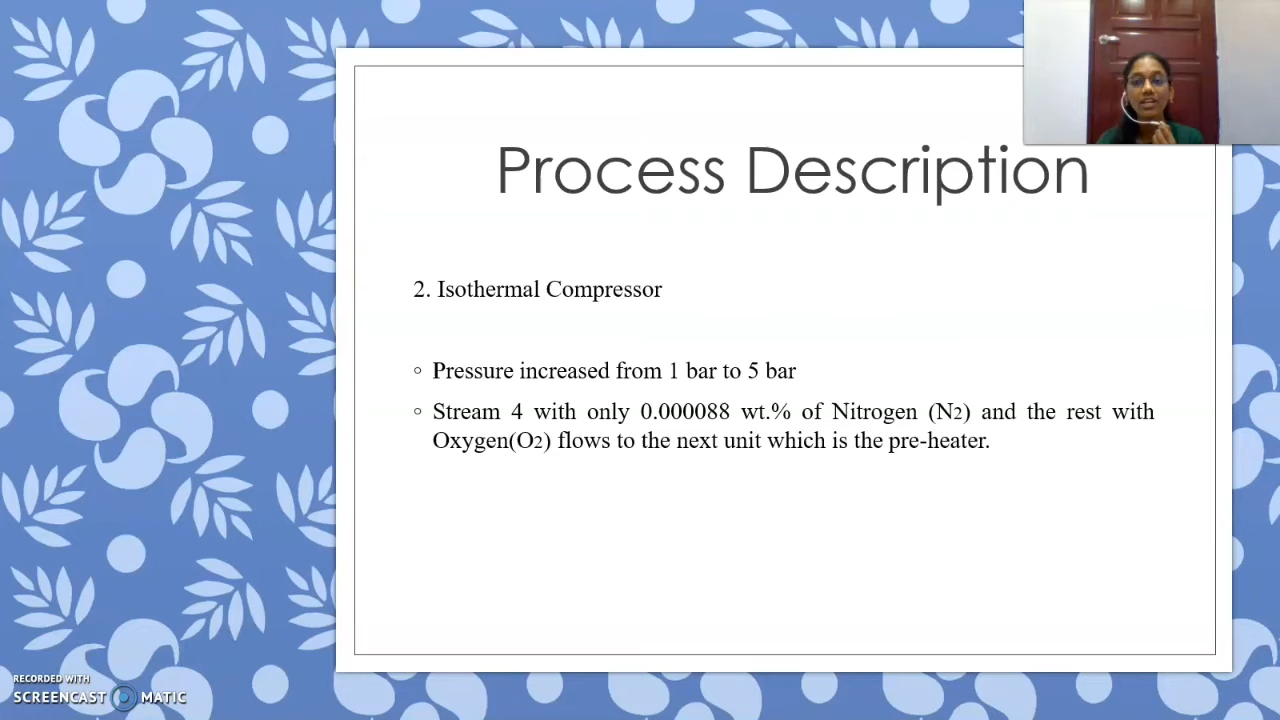 Process Description
2. Isothermal Compressor
◦ Pressure increased from 1 bar to 5 bar
◦ Stream 4 with only 0.000088 wt.% of Nitrogen (N2) and the rest with
Oxygen(O2) flows to the next unit which is the pre-heater.
RECORDED WITH
SCREENCAST MATIC